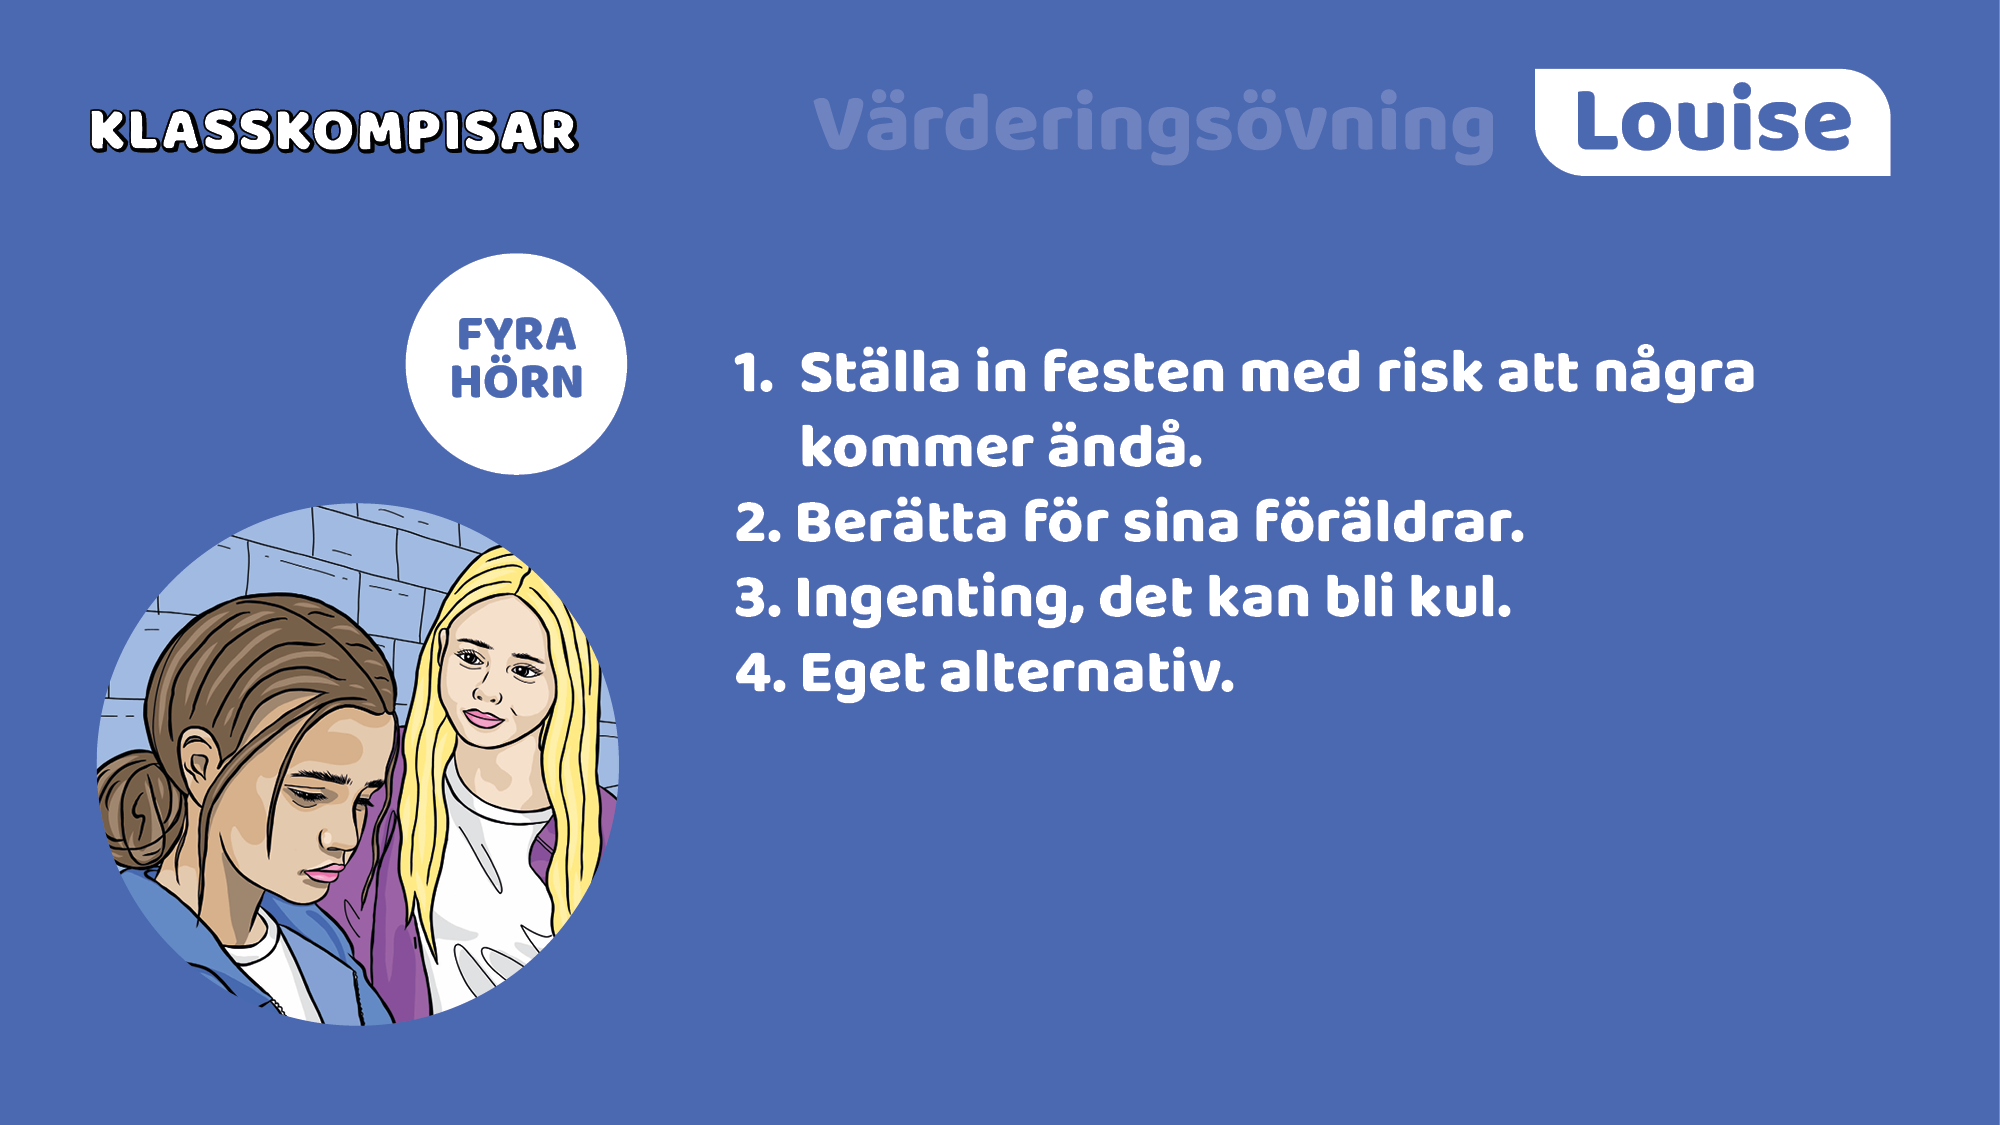 KLASSKOMPISAR
Värderingsövning
Louise
FYRA
HÖRN
1. Ställa in festen med risk att några
kommer ändå.
2. Berätta för sina föräldrar.
3. Ingenting, det kan bli kul.
4. Eget alternativ.